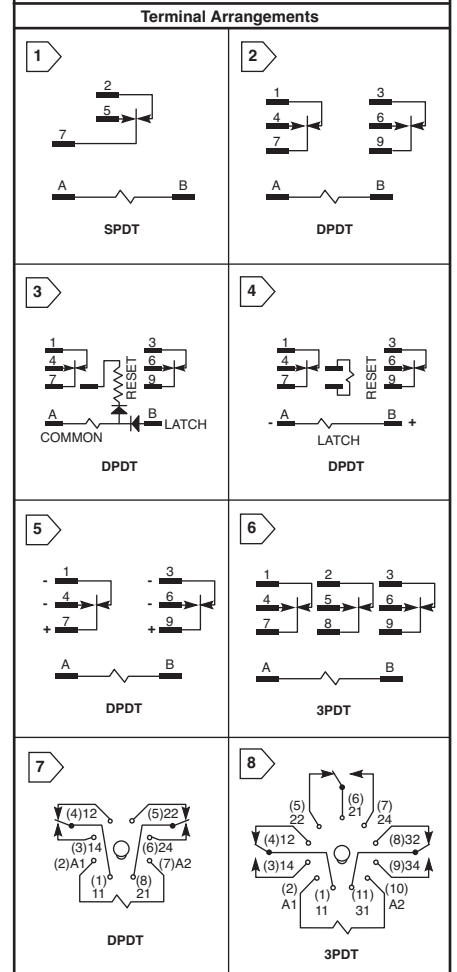 Terminal Arrangements
1
2
5
7
A B
SPDT
2
1 3
4 6
7 9
A B
DPDT
3
1 3
4 6
7 9
RESET
A B LATCH
COMMON
DPDT
4
1 3
4 6
7 9
RESET
- A B +
LATCH
DPDT
5
- 1 - 3
- 4 - 6
+ 7 + 9
A B
DPDT
6
1 2 3
4 5 6
7 8 9
A B
3PDT
7
(4)12 (5)22
(3)14 (6)24
(2)A1 (7)A2
(1) (8)
11 21
DPDT
8
(6)
21
(5) (7)
22 24
(4)12 (8)32
(3)14 (9)34
(2) (10)
A1 A2
(1) (11)
11 31
3PDT